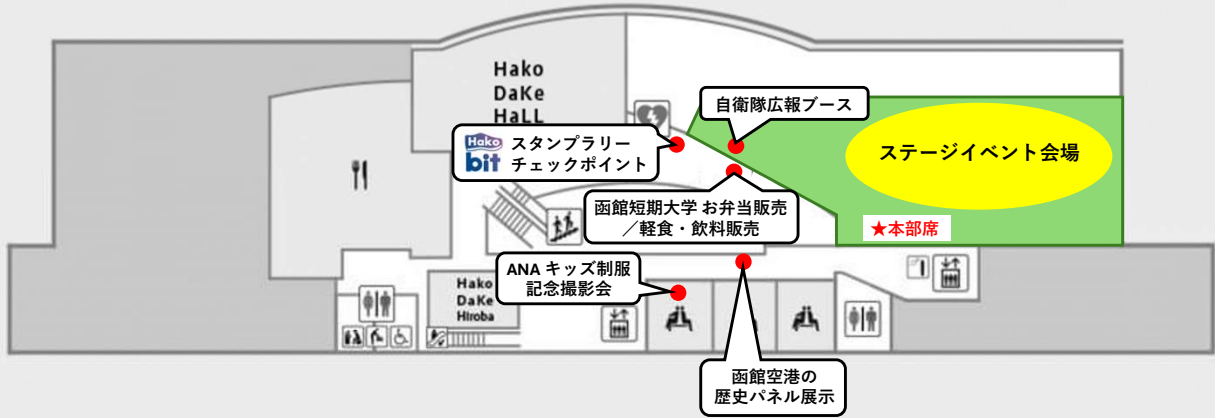 Hako
DaKe
HaLL
自衛隊広報ブース
Hako
bit
スタンプラリー
チェックポイント
ステージイベント会場
函館短期大学 お弁当販売
／軽食・飲料販売
★本部席
ANA キッズ制服
記念撮影会
Hako
DaKe
Hiroba
函館空港の
歴史パネル展示